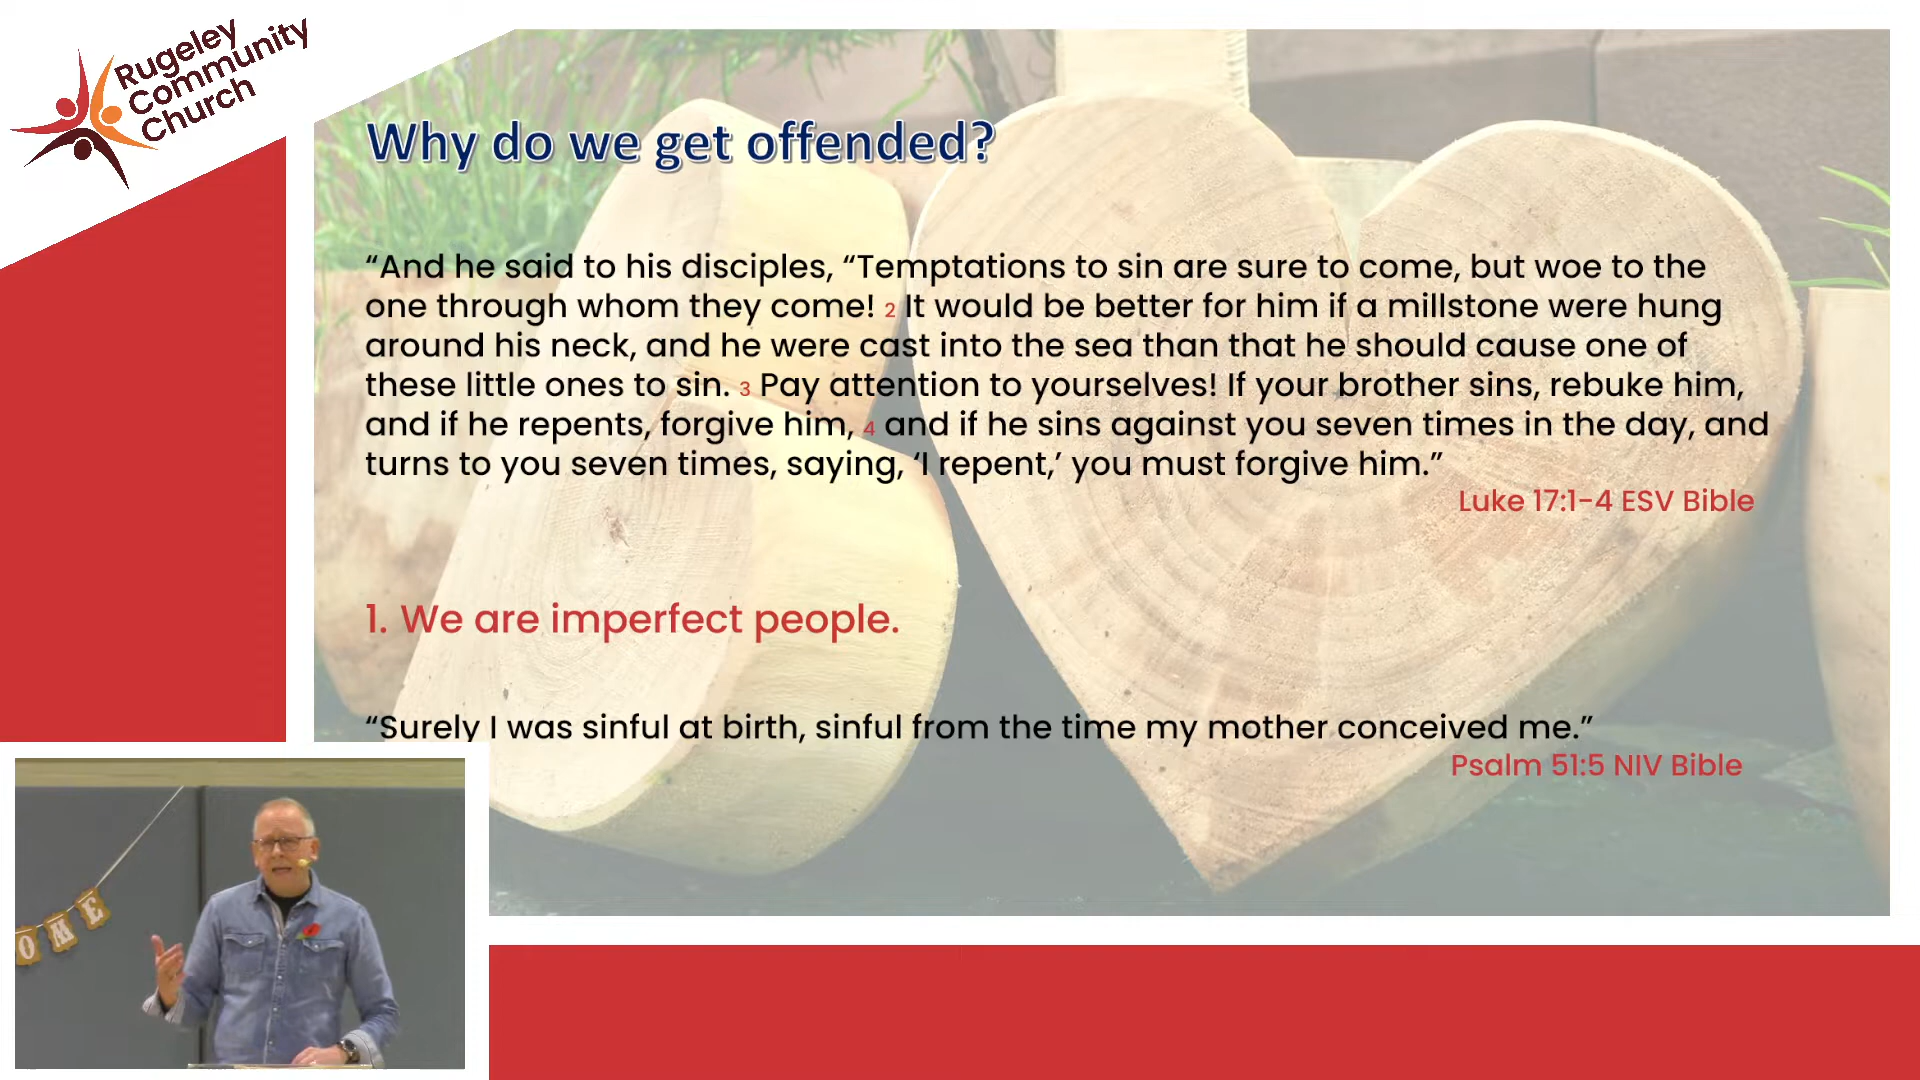 Rugeley
Community
Church
Why do we get offended?
“And he said to his disciples, “Temptations to sin are sure to come, but woe to the
one through whom they come! 2 It would be better for him if a millstone were hung
around his neck, and he were cast into the sea than that he should cause one of
these little ones to sin. 3 Pay attention to yourselves! If your brother sins, rebuke him,
and if he repents, forgive him, 4 and if he sins against you seven times in the day, and
turns to you seven times, saying, ‘I repent,’ you must forgive him.”
Luke 17:1-4 ESV Bible
1. We are imperfect people.
“Surely I was sinful at birth, sinful from the time my mother conceived me.”
Psalm 51:5 NIV Bible
OME